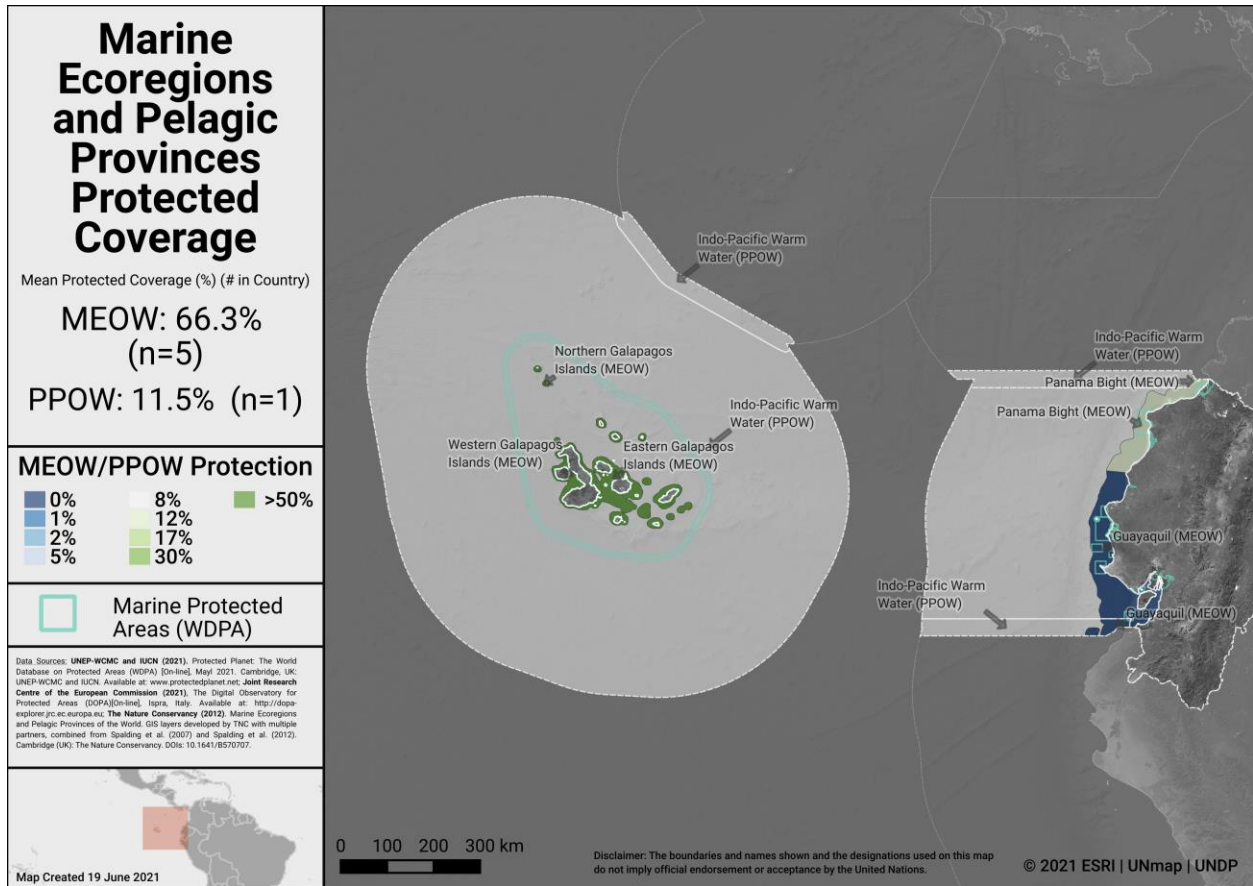 Marine
Ecoregions
and Pelagic
Provinces
Protected
Coverage
Mean Protected Coverage (%) (# in Country)
MEOW: 66.3%
(n=5)
PPOW: 11.5% (n=1)
MEOW/PPOW Protection
0%
1%
2%
5%
8%
12%
17%
30%
>50%
Marine Protected
Areas (WDPA)
Data Sources: UNEP-WCMC and IUCN (2021). Protected Planet: The World
Database on Protected Areas (WDPA) [On-line], Mayl 2021. Cambridge, UK:
UNEP-WCMC and IUCN. Available at: www.protectedplanet.net; Joint Research
Centre of the European Commission (2021), The Digital Observatory for
Protected Areas (DOPA)[On-line], Ispra, Italy. Available at: http://dopa-
explorer.jrc.ec.europa.eu; The Nature Conservancy (2012). Marine Ecoregions
and Pelagic Provinces of the World. GIS layers developed by TNC with multiple
partners, combined from Spalding et al. (2007) and Spalding et al. (2012).
Cambridge (UK): The Nature Conservancy. DOIs: 10.1641/B570707.
Map Created 19 June 2021
Indo-Pacific Warm
Water (PPOW)
Northern Galapagos
Islands (MEOW)
Indo-Pacific Warm
Water (PPOW)
Western Galapagos
Islands (MEOW)
Eastern Galapagos
Islands (MEOW)
Indo-Pacific Warm
Water (PPOW)
Panama Bight (MEOW)
Panama Bight (MEOW)
Guayaquil (MEOW)
Indo-Pacific Warm
Water (PPOW)
Guayaquil (MEOW)
0 100 200 300 km
Disclaimer: The boundaries and names shown and the designations used on this map
do not imply official endorsement or acceptance by the United Nations.
© 2021 ESRI | UNmap | UNDP